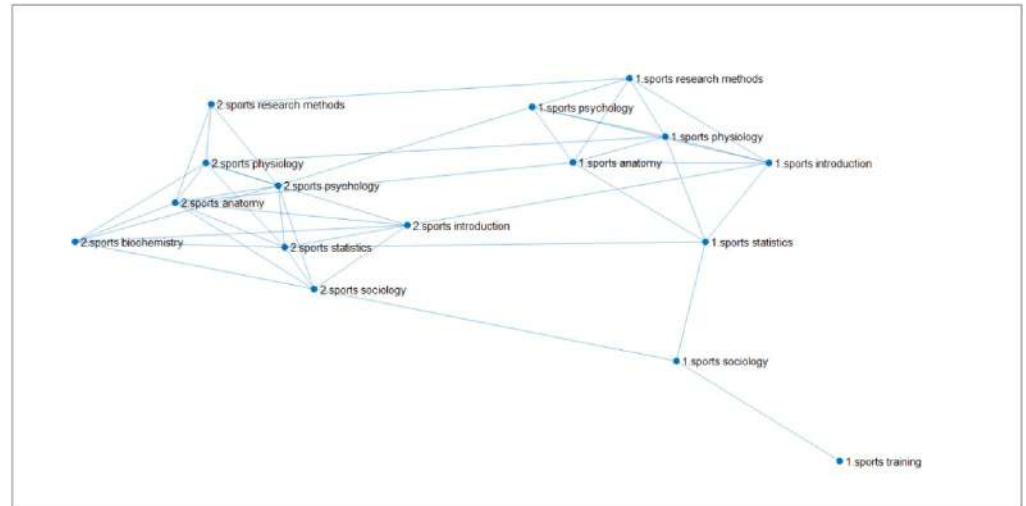 1.sports research methods
2.sports research methods
1.sports psychology
1.sports physiology
2.sports physiology
1.sports anatomy
1.sports introduction
2.sports psychology
2.sports anatomy
2.sports introduction
2.sports biochemistry
2.sports statistics
1.sports statistics
2.sports sociology
1.sports sociology
1.sports training